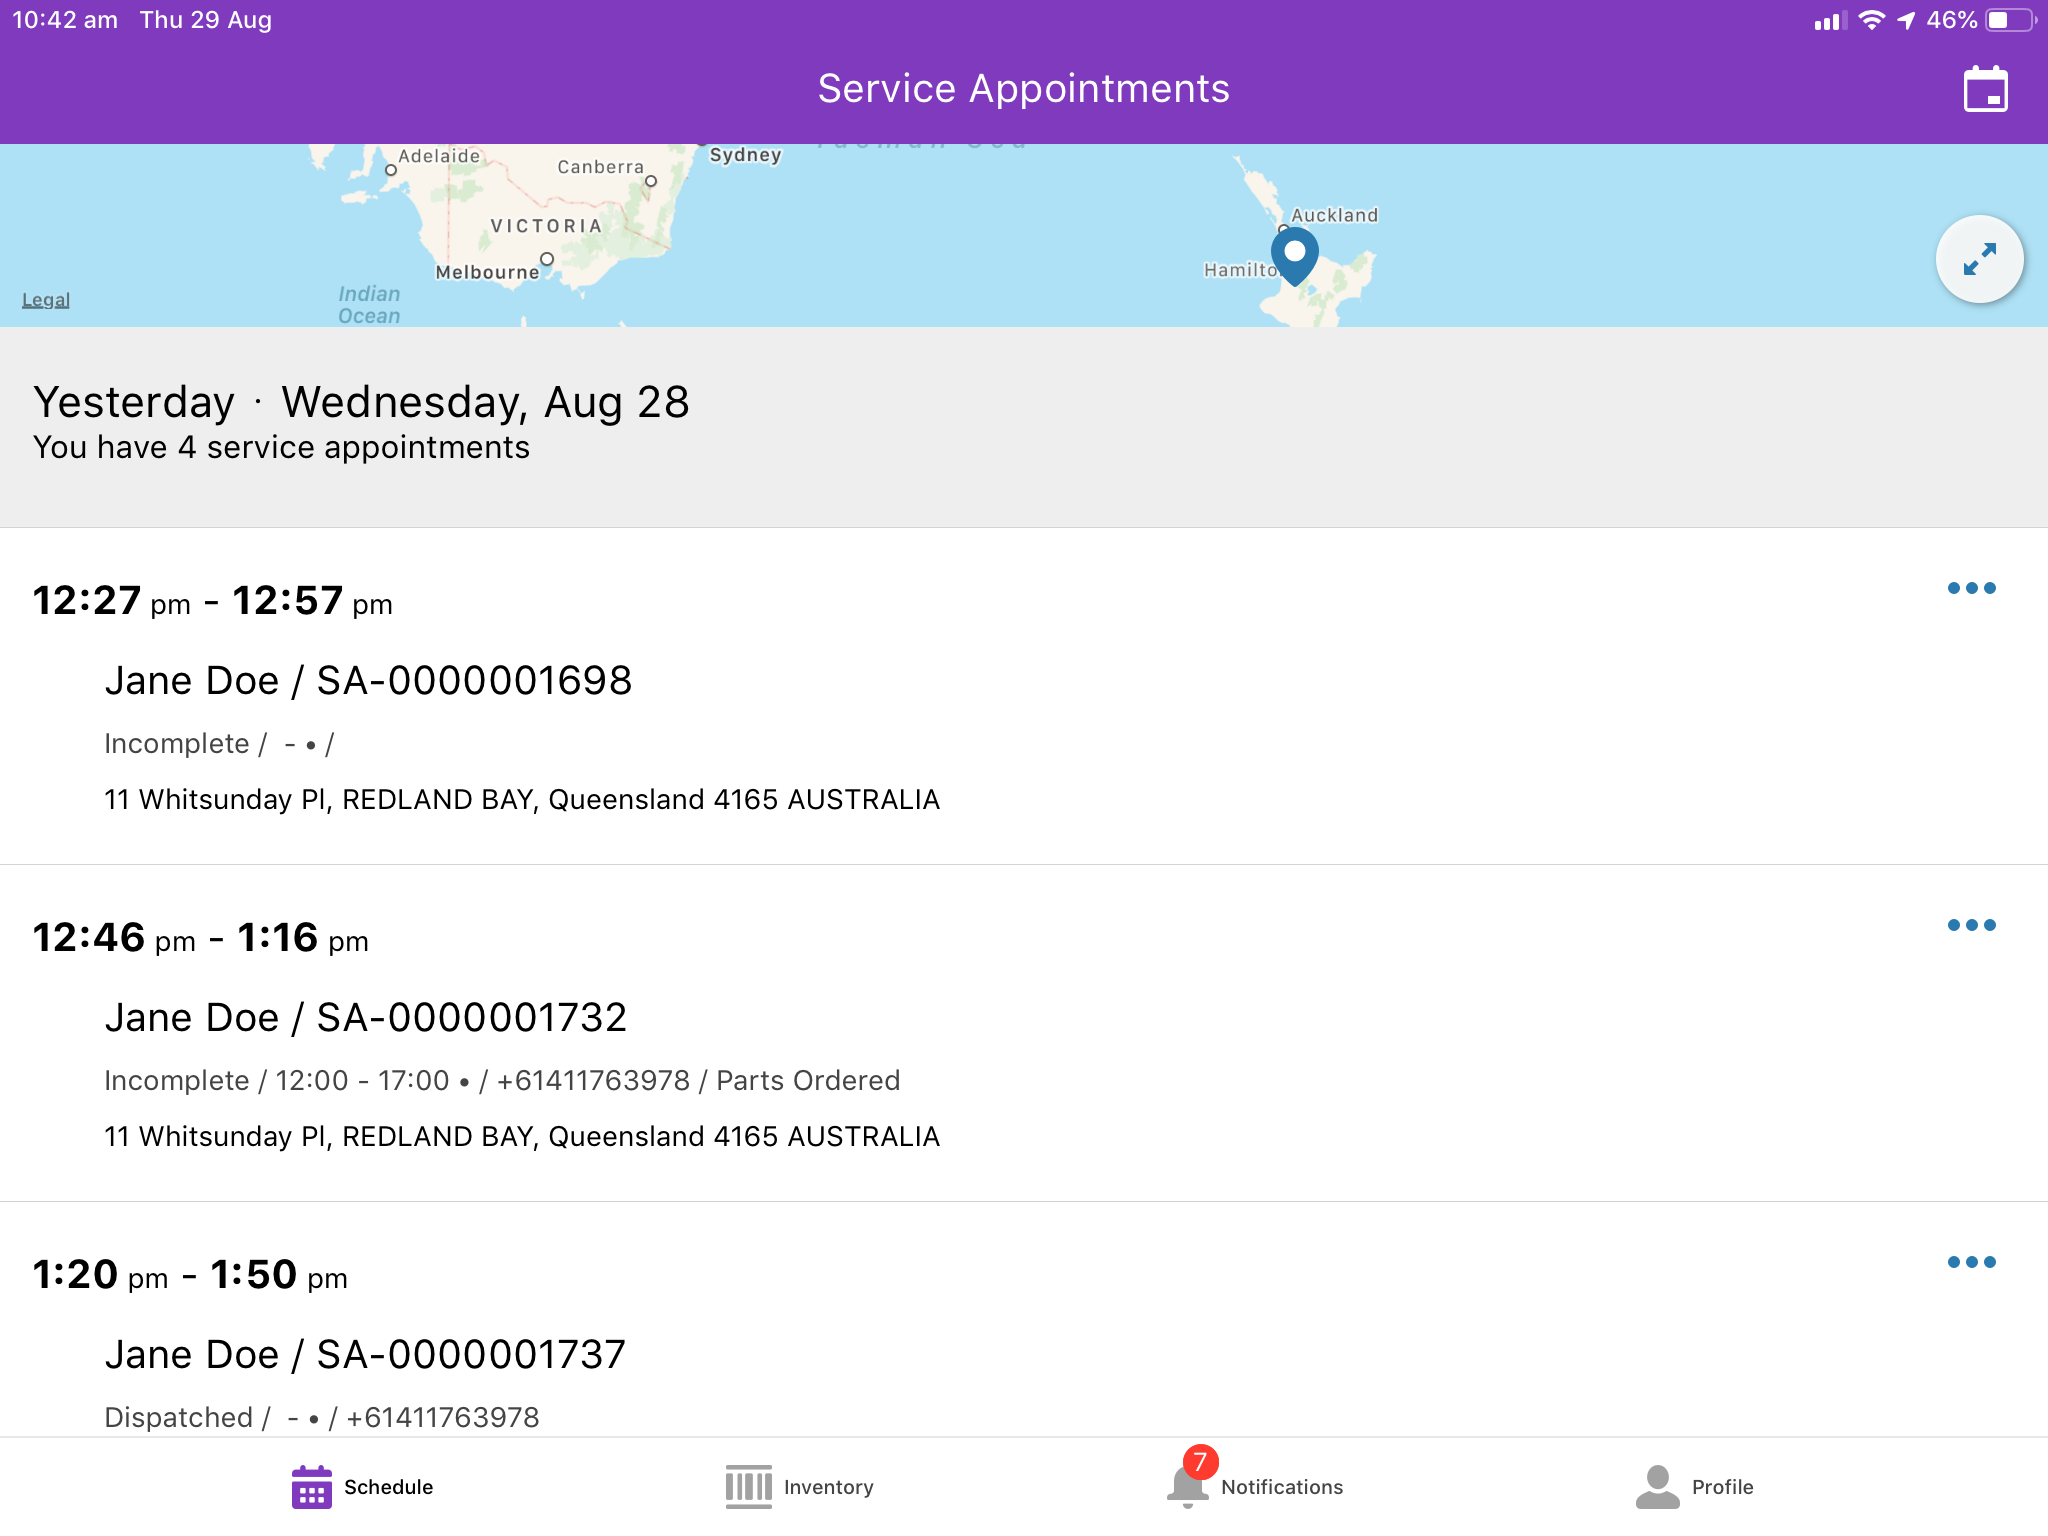 10:42 am Thu 29 Aug
46%
Service Appointments
Adelaide
Canberra
Sydney
VICTORIA
Auckland
Melbourne
Indian
Ocean
Legal
Yesterday · Wednesday, Aug 28
You have 4 service appointments
12:27 pm - 12:57 pm
Jane Doe / SA-0000001698
Incomplete / - • /
11 Whitsunday Pl, REDLAND BAY, Queensland 4165 AUSTRALIA
12:46 pm - 1:16 pm
Jane Doe / SA-0000001732
Incomplete / 12:00 - 17:00 • / +61411763978 / Parts Ordered
11 Whitsunday Pl, REDLAND BAY, Queensland 4165 AUSTRALIA
1:20 pm - 1:50 pm
Jane Doe / SA-0000001737
Dispatched / - • / +61411763978
Schedule
Inventory
7
Notifications
Profile